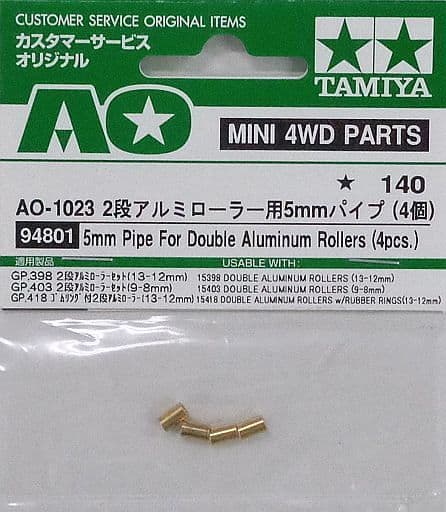 CUSTOMER SERVICE ORIGINAL ITEMS
カスタマーサービス
オリジナル
TAMIYA
AO
MINI 4WD PARTS
★ 140
AO-1023 2段アルミローラー用5mmパイプ (4個)
94801 5mm Pipe For Double Aluminum Rollers (4pcs.)
適用製品 USABLE WITH:
GP.398 2段ｱﾙﾐﾛｰﾗｰｾｯﾄ(13-12mm) 15398 DOUBLE ALUMINUM ROLLERS (13-12mm)
GP.403 2段ｱﾙﾐﾛｰﾗｰｾｯﾄ(9-8mm) 15403 DOUBLE ALUMINUM ROLLERS (9-8mm)
GP.418 ｺﾞﾑﾘﾝｸﾞ付2段ｱﾙﾐﾛｰﾗｰ(13-12mm) 15418 DOUBLE ALUMINUM ROLLERS w/RUBBER RINGS(13-12mm)